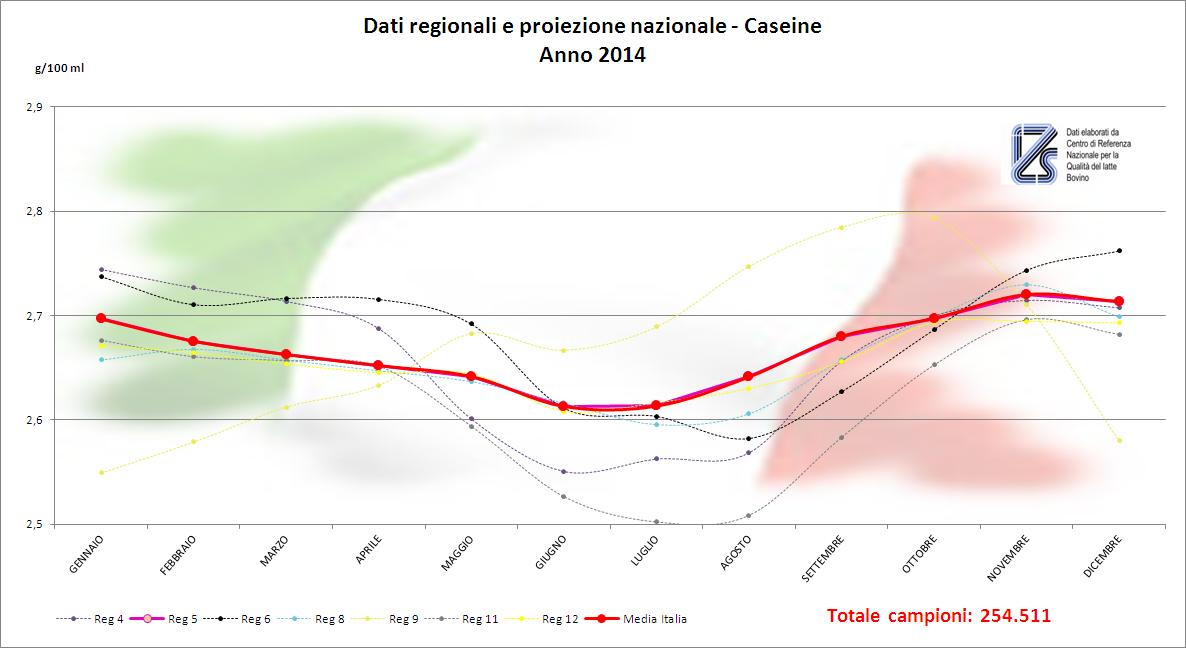 Dati regionali e proiezione nazionale - Caseine
Anno 2014
g/100 ml
2,9
2,8
2,7
2,6
2,5
Dati elaborati da
Centro di Referenza
Nazionale per la
Qualità del latte
Bovino
GENNAIO
FEBBRAIO
MARZO
APRILE
MAGGIO
GIUGNO
LUGLIO
AGOSTO
SETTEMBRE
OTTOBRE
NOVEMBRE
DICEMBRE
Reg 4 Reg 5 Reg 6 Reg 8 Reg 9 Reg 11 Reg 12 Media Italia
Totale campioni: 254.511